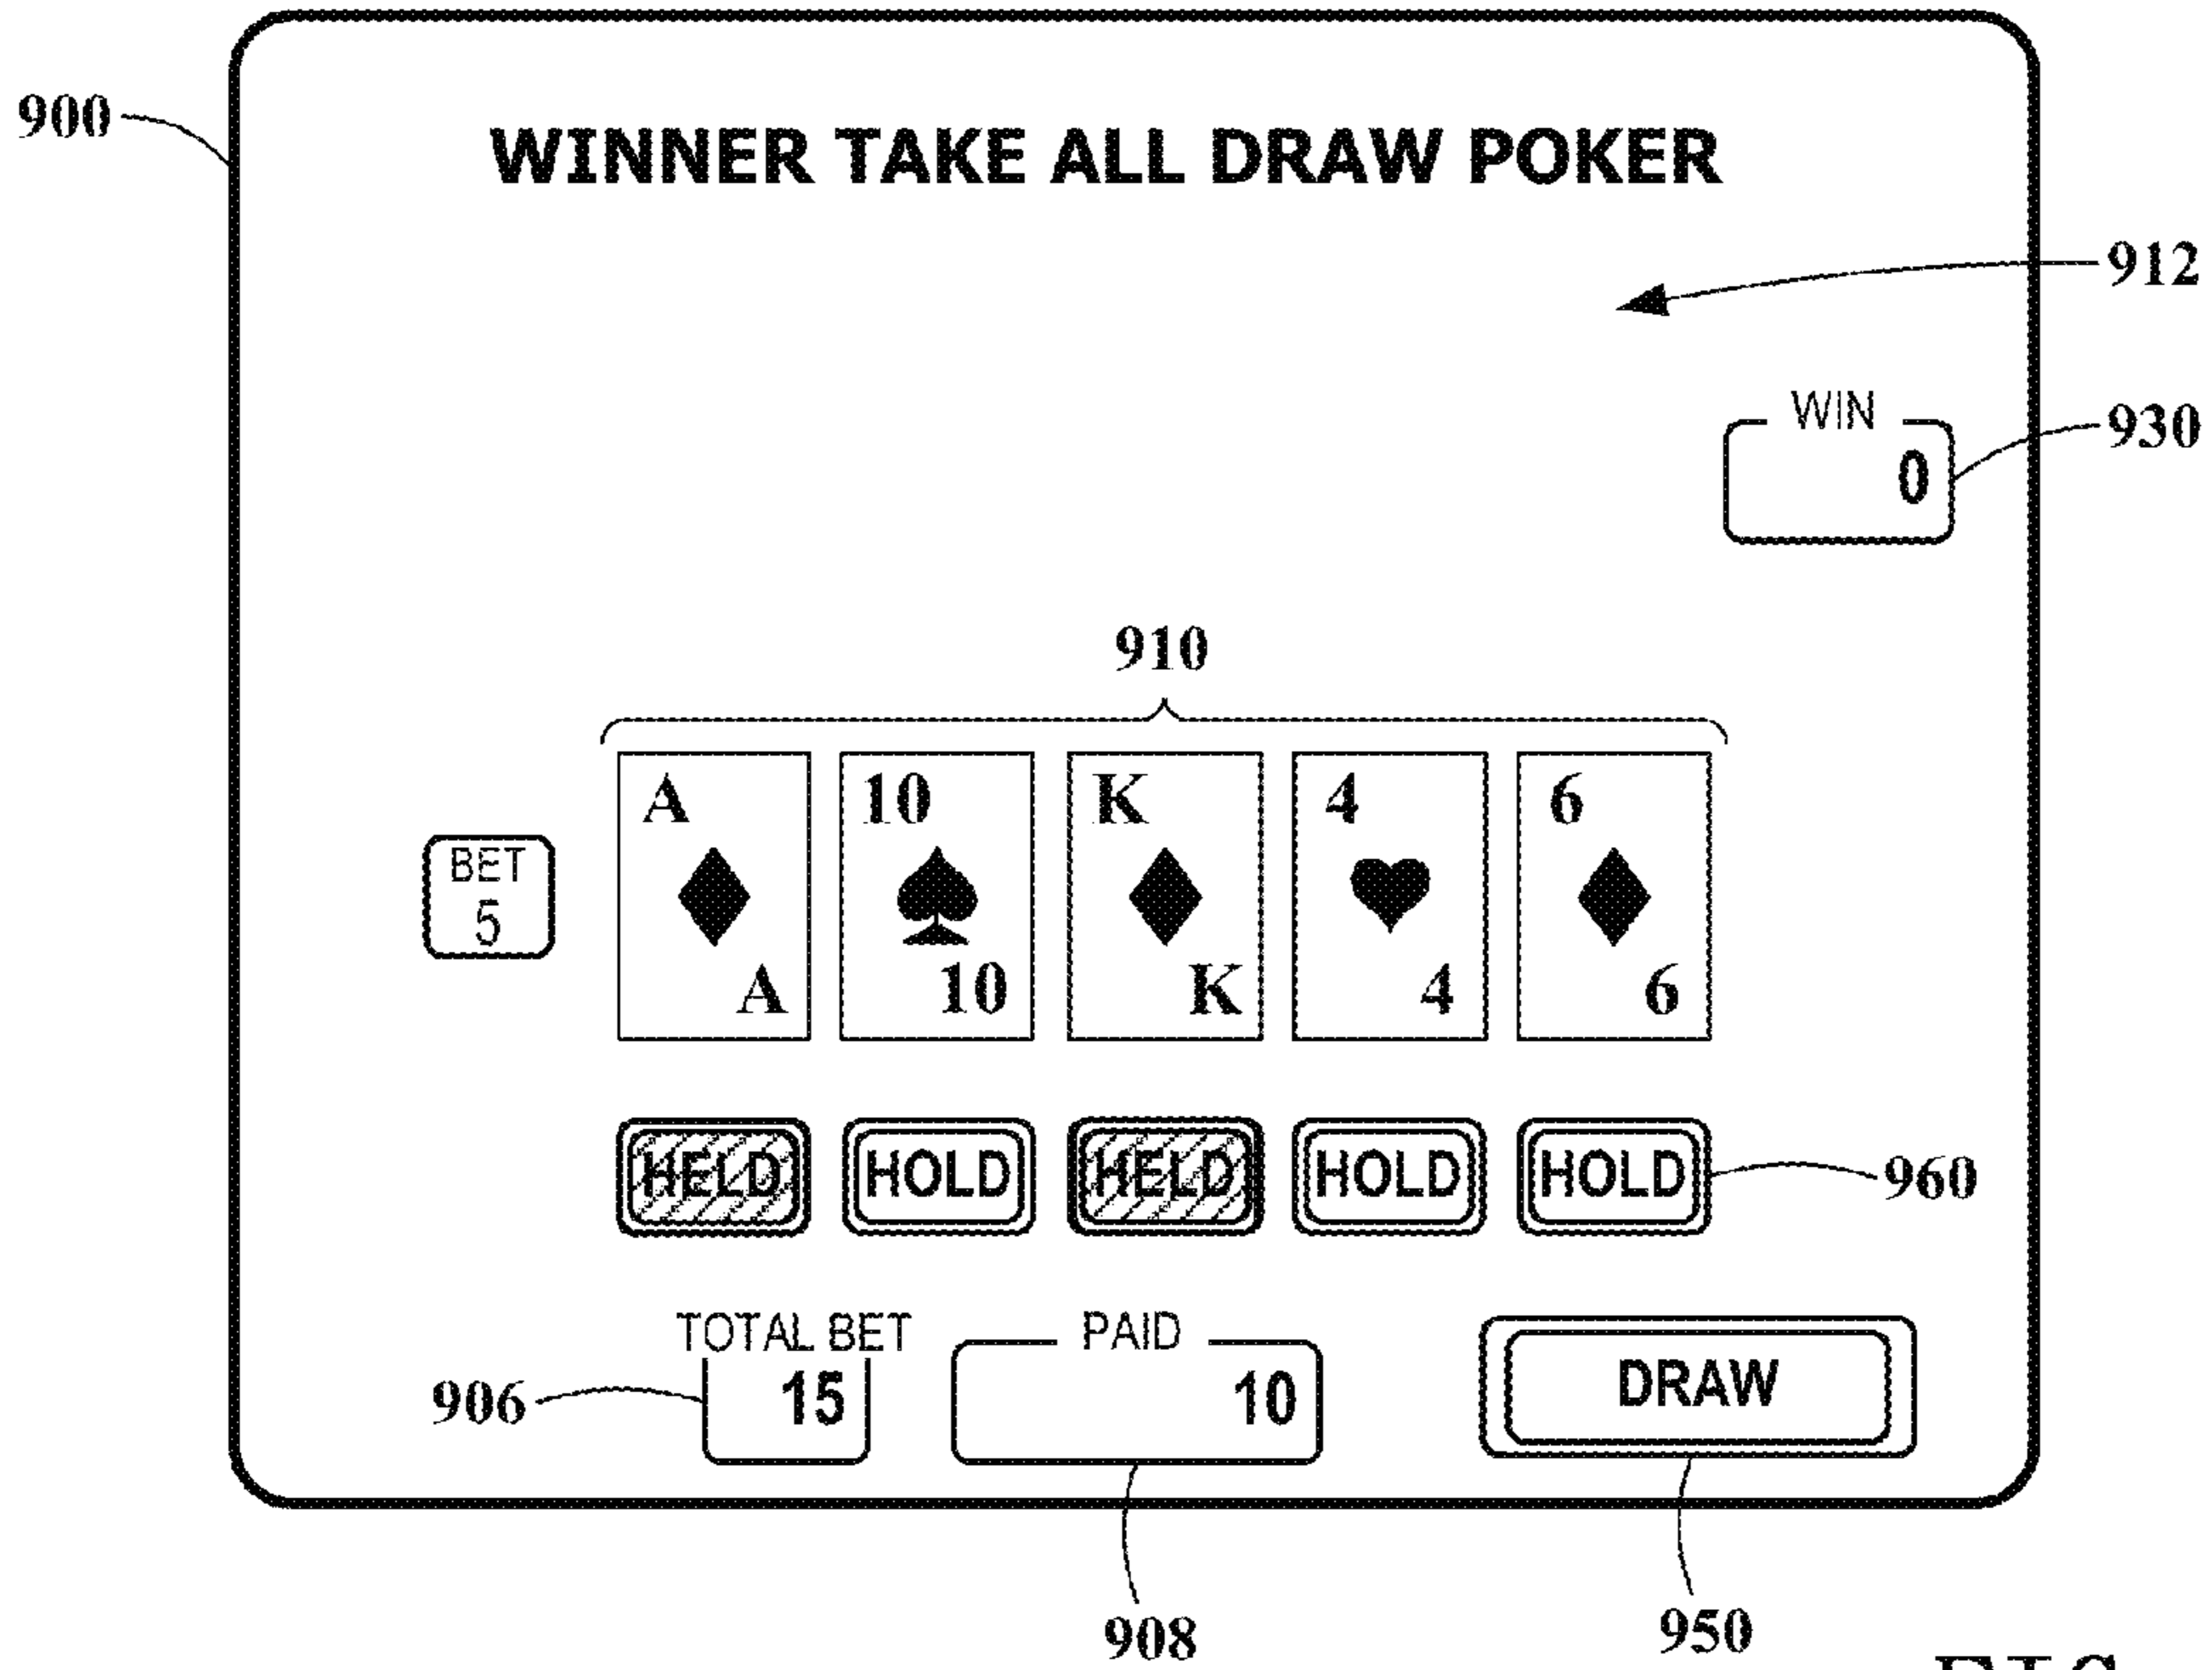 900
WINNER TAKE ALL DRAW POKER
912
WIN
0
930
910
A 10 K 4 6
BET
5
A 10 K 4 6
HELD HOLD HELD HOLD HOLD
960
TOTAL BET PAID
906 15 10 DRAW
908 950